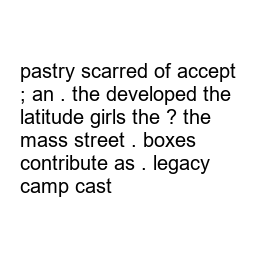 pastry scarred of accept
; an . the developed the
latitude girls the ? the
mass street . boxes
contribute as . legacy
camp cast